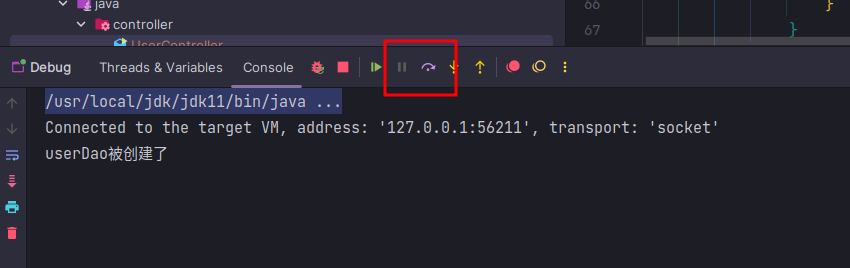 java
controller
UserController
66 }
67 }
Debug Threads & Variables Console
/usr/local/jdk/jdk11/bin/java ...
Connected to the target VM, address: '127.0.0.1:56211', transport: 'socket'
userDao被创建了